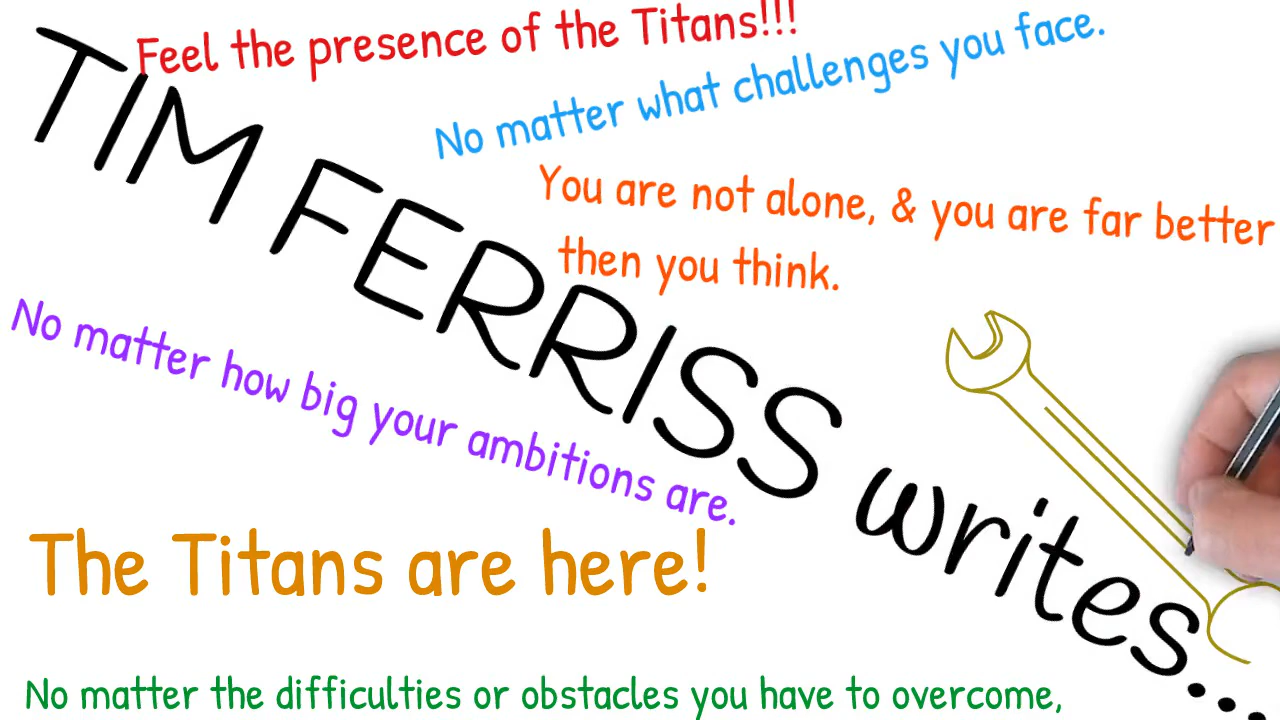 Feel the presence of the Titans!!!
No matter what challenges you face.
You are not alone, & you are far better
then you think.
TIM FERRISS writes...
No matter how big your ambitions are.
The Titans are here!
No matter the difficulties or obstacles you have to overcome,